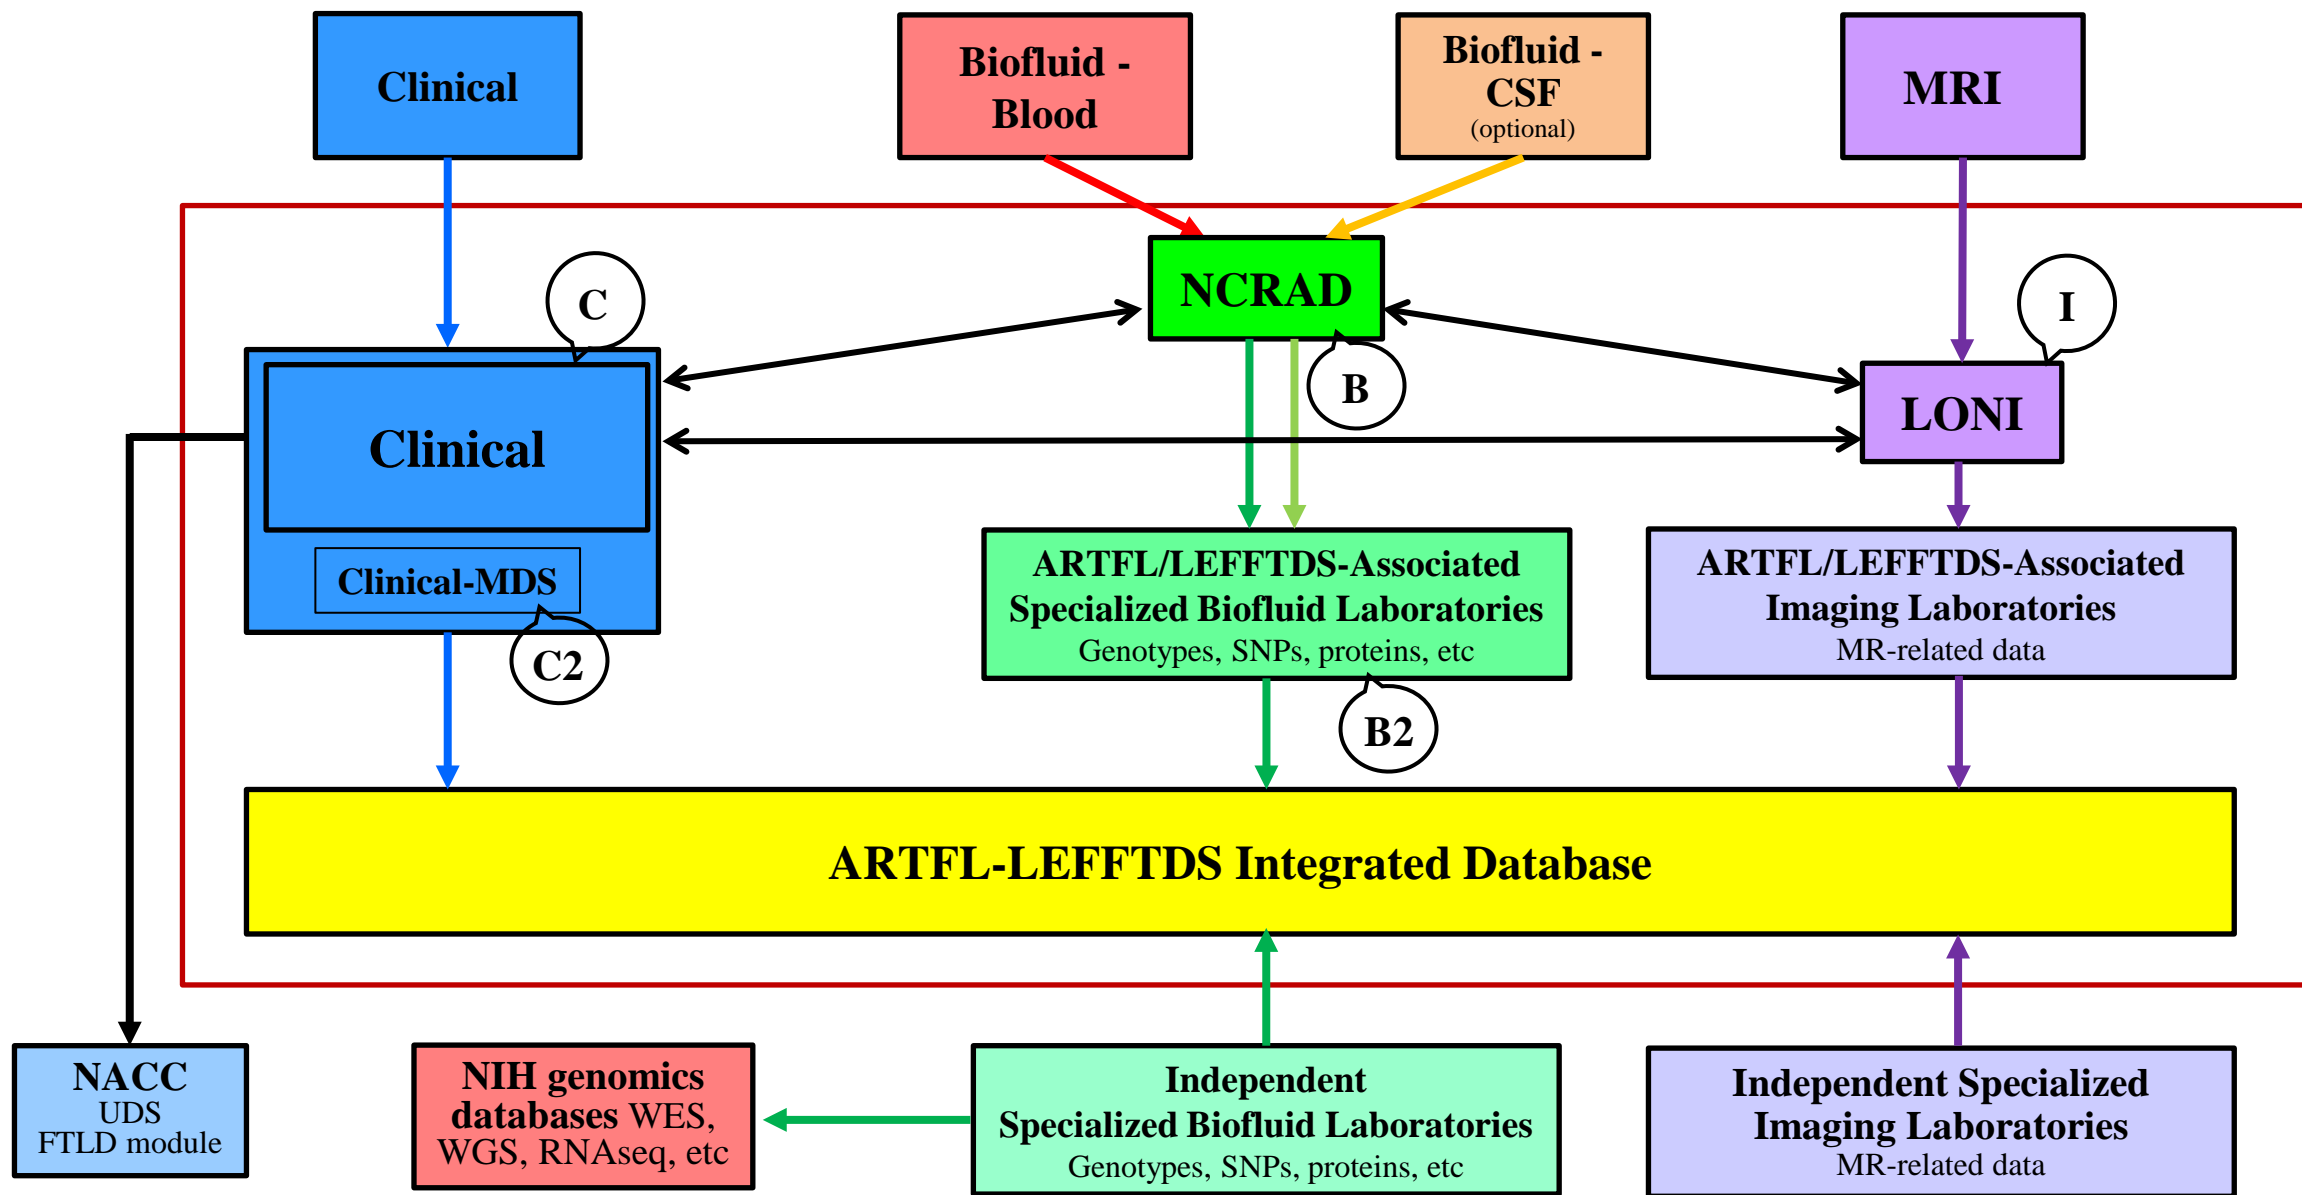 Clinical
Biofluid -
Blood
Biofluid -
CSF
(optional)
MRI
C
NCRAD
I
B
Clinical
LONI
Clinical-MDS
C2
ARTFL/LEFFTDS-Associated
Specialized Biofluid Laboratories
Genotypes, SNPs, proteins, etc
B2
ARTFL/LEFFTDS-Associated
Imaging Laboratories
MR-related data
ARTFL-LEFFTDS Integrated Database
NACC
UDS
FTLD module
NIH genomics
databases WES,
WGS, RNAseq, etc
Independent
Specialized Biofluid Laboratories
Genotypes, SNPs, proteins, etc
Independent Specialized
Imaging Laboratories
MR-related data